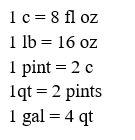 1 c = 8 fl oz
1 lb = 16 oz
1 pint = 2 c
1qt = 2 pints
1 gal = 4 qt